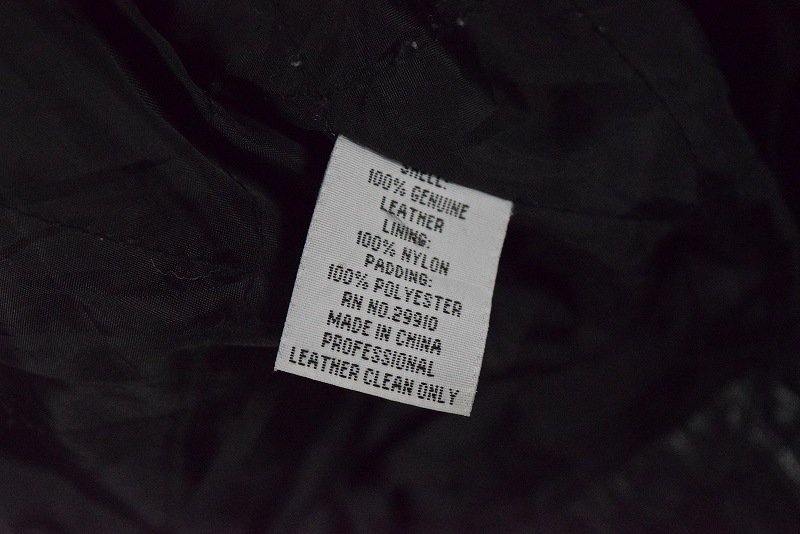 SHELL:
100% GENUINE
LEATHER
LINING:
100% NYLON
PADDING:
100% POLYESTER
RN NO.29910
MADE IN CHINA
PROFESSIONAL
LEATHER CLEAN ONLY